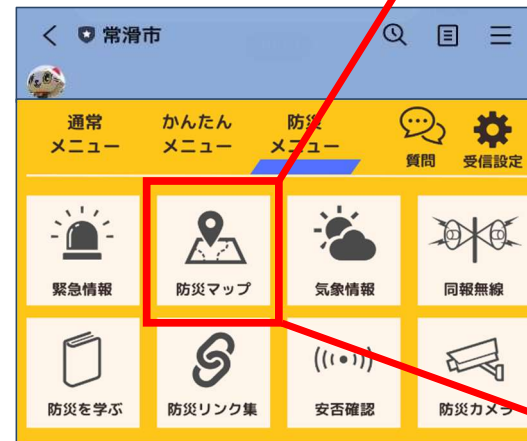 常滑市
通常
メニュー
かんたん
メニュー
防災
メニュー
質問
受信設定
緊急情報
防災マップ
気象情報
同報無線
防災を学ぶ
防災リンク集
安否確認
防災カメラ